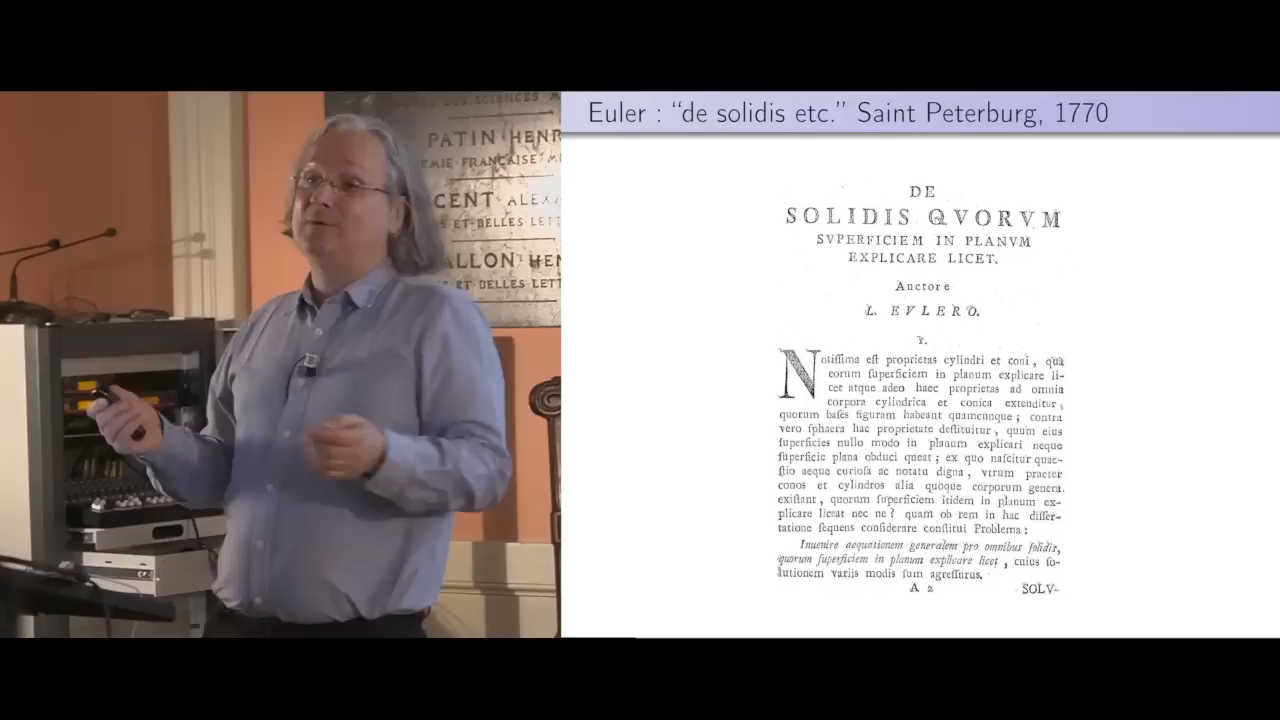 DES SCIENCES M
PATIN HENR
EMIE FRANÇAISE M
CENT ALEX
S ET BELLES LETT
ALLON HEN
ET BELLES LETT
Euler : “de solidis etc.” Saint Peterburg, 1770
DE
SOLIDIS QVORVM
SVPERFICIEM IN PLANVM
EXPLICARE LICET.
Auctore
L. EVLERO.
I.
Notiſſima eſt proprietas cylindri et coni, qua
eorum ſuperficiem in planum explicare li-
cet atque adeo haec proprietas ad omnia
corpora cylindrica et conica extenditur,
quorum baſes figuram habeant quamcunque; contra
vero ſphaera hac proprietate deſtituitur, quum eius
ſuperficies nullo modo in planum explicari neque
ſuperficie plana obduci queat; ex quo naſcitur quae-
ſtio aeque curioſa ac notatu digna, vtrum praeter
conos et cylindros alia quoque corporum genera
exiſtant, quorum ſuperficiem itidem in planum ex-
plicare liceat nec ne? quam ob rem in hac diſſer-
tatione ſequens conſiderare conſtitui Problema:
Inuenire aequationem generalem pro omnibus ſolidis,
quorum ſuperficiem in planum explicare licet, cuius ſo-
lutionem variis modis ſum agreſſurus.
A 2 SOLV-